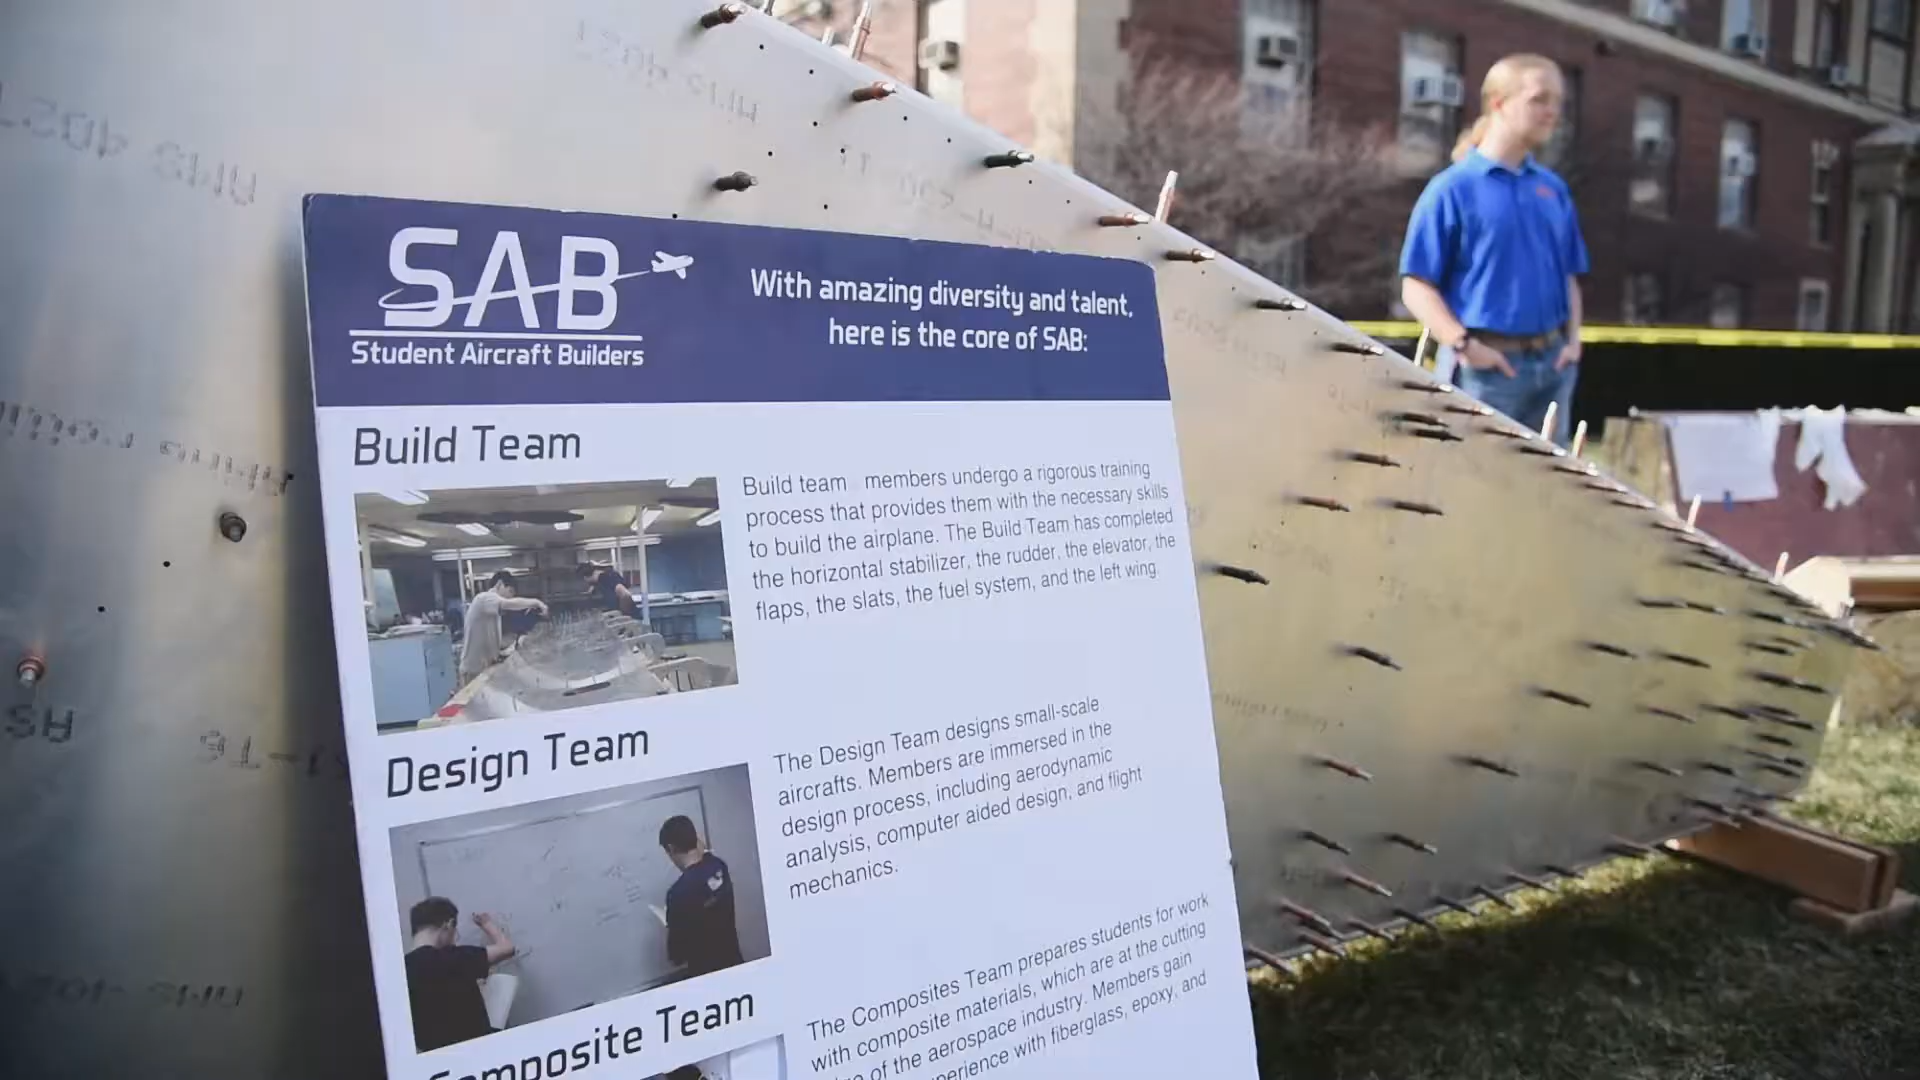 SAB
Student Aircraft Builders
With amazing diversity and talent,
here is the core of SAB:
Build Team
Build team members undergo a rigorous training
process that provides them with the necessary skills
to build the airplane. The Build Team has completed
the horizontal stabilizer, the rudder, the elevator, the
flaps, the slats, the fuel system, and the left wing.
Design Team
The Design Team designs small-scale
aircrafts. Members are immersed in the
design process, including aerodynamic
analysis, computer aided design, and flight
mechanics.
Composite Team
The Composites Team prepares students for work
with composite materials, which are at the cutting
of the aerospace industry. Members gain
experience with fiberglass, epoxy, and